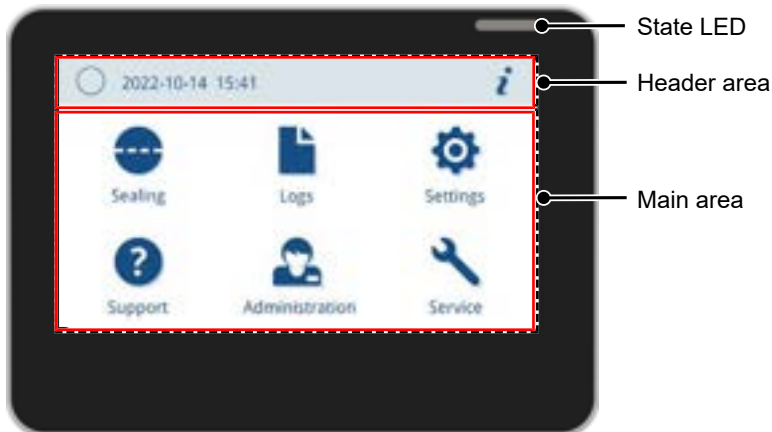 State LED
2022-10-14 15:41
i
Header area
Sealing
Logs
Settings
Main area
?
Support
Administration
Service